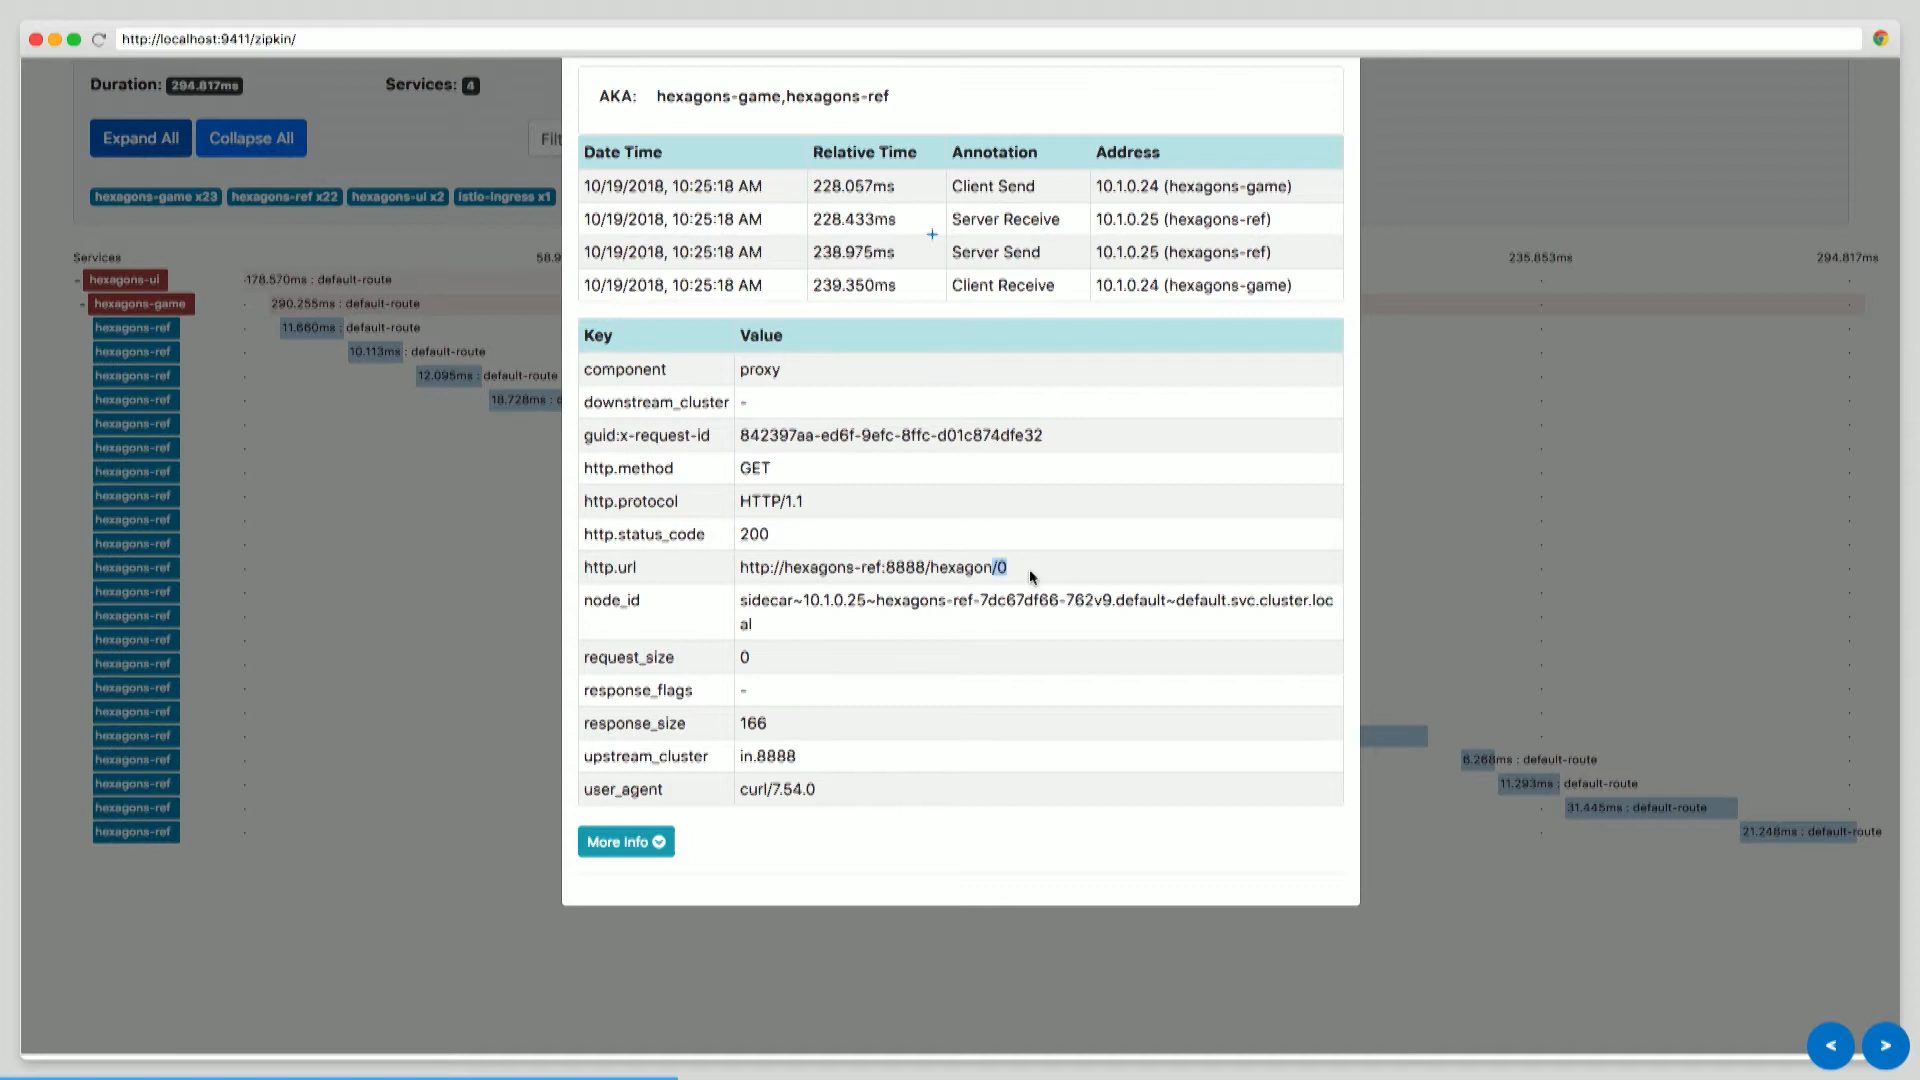 http://localhost:9411/zipkin/
Duration: 294.817ms Services: 4
Expand All Collapse All
hexagons-game x23 hexagons-ref x22 hexagons-ui x2 istio-ingress x1
AKA: hexagons-game,hexagons-ref
Date Time Relative Time Annotation Address
10/19/2018, 10:25:18 AM 228.057ms Client Send 10.1.0.24 (hexagons-game)
10/19/2018, 10:25:18 AM 228.433ms Server Receive 10.1.0.25 (hexagons-ref)
10/19/2018, 10:25:18 AM 238.975ms Server Send 10.1.0.25 (hexagons-ref)
10/19/2018, 10:25:18 AM 239.350ms Client Receive 10.1.0.24 (hexagons-game)
Key Value
component proxy
downstream_cluster -
guid:x-request-id 842397aa-ed6f-9efc-8ffc-d01c874dfe32
http.method GET
http.protocol HTTP/1.1
http.status_code 200
http.url http://hexagons-ref:8888/hexagon/0
node_id sidecar~10.1.0.25~hexagons-ref-7dc67df66-762v9.default~default.svc.cluster.loc
al
request_size 0
response_flags -
response_size 166
upstream_cluster in.8888
user_agent curl/7.54.0
More Info
Services 235.853ms 294.817ms
- hexagons-ui 178.570ms : default-route
- hexagons-game 290.255ms : default-route
hexagons-ref 11.660ms : default-route
hexagons-ref 10.113ms : default-route
hexagons-ref 12.095ms : default-route
hexagons-ref 18.728ms :
hexagons-ref
hexagons-ref
hexagons-ref
hexagons-ref
hexagons-ref
hexagons-ref
hexagons-ref
hexagons-ref
hexagons-ref
hexagons-ref
hexagons-ref
hexagons-ref
hexagons-ref
hexagons-ref
hexagons-ref 6.268ms : default-route
hexagons-ref 11.293ms : default-route
hexagons-ref 31.445ms : default-route
hexagons-ref 21.248ms : default-route
< >